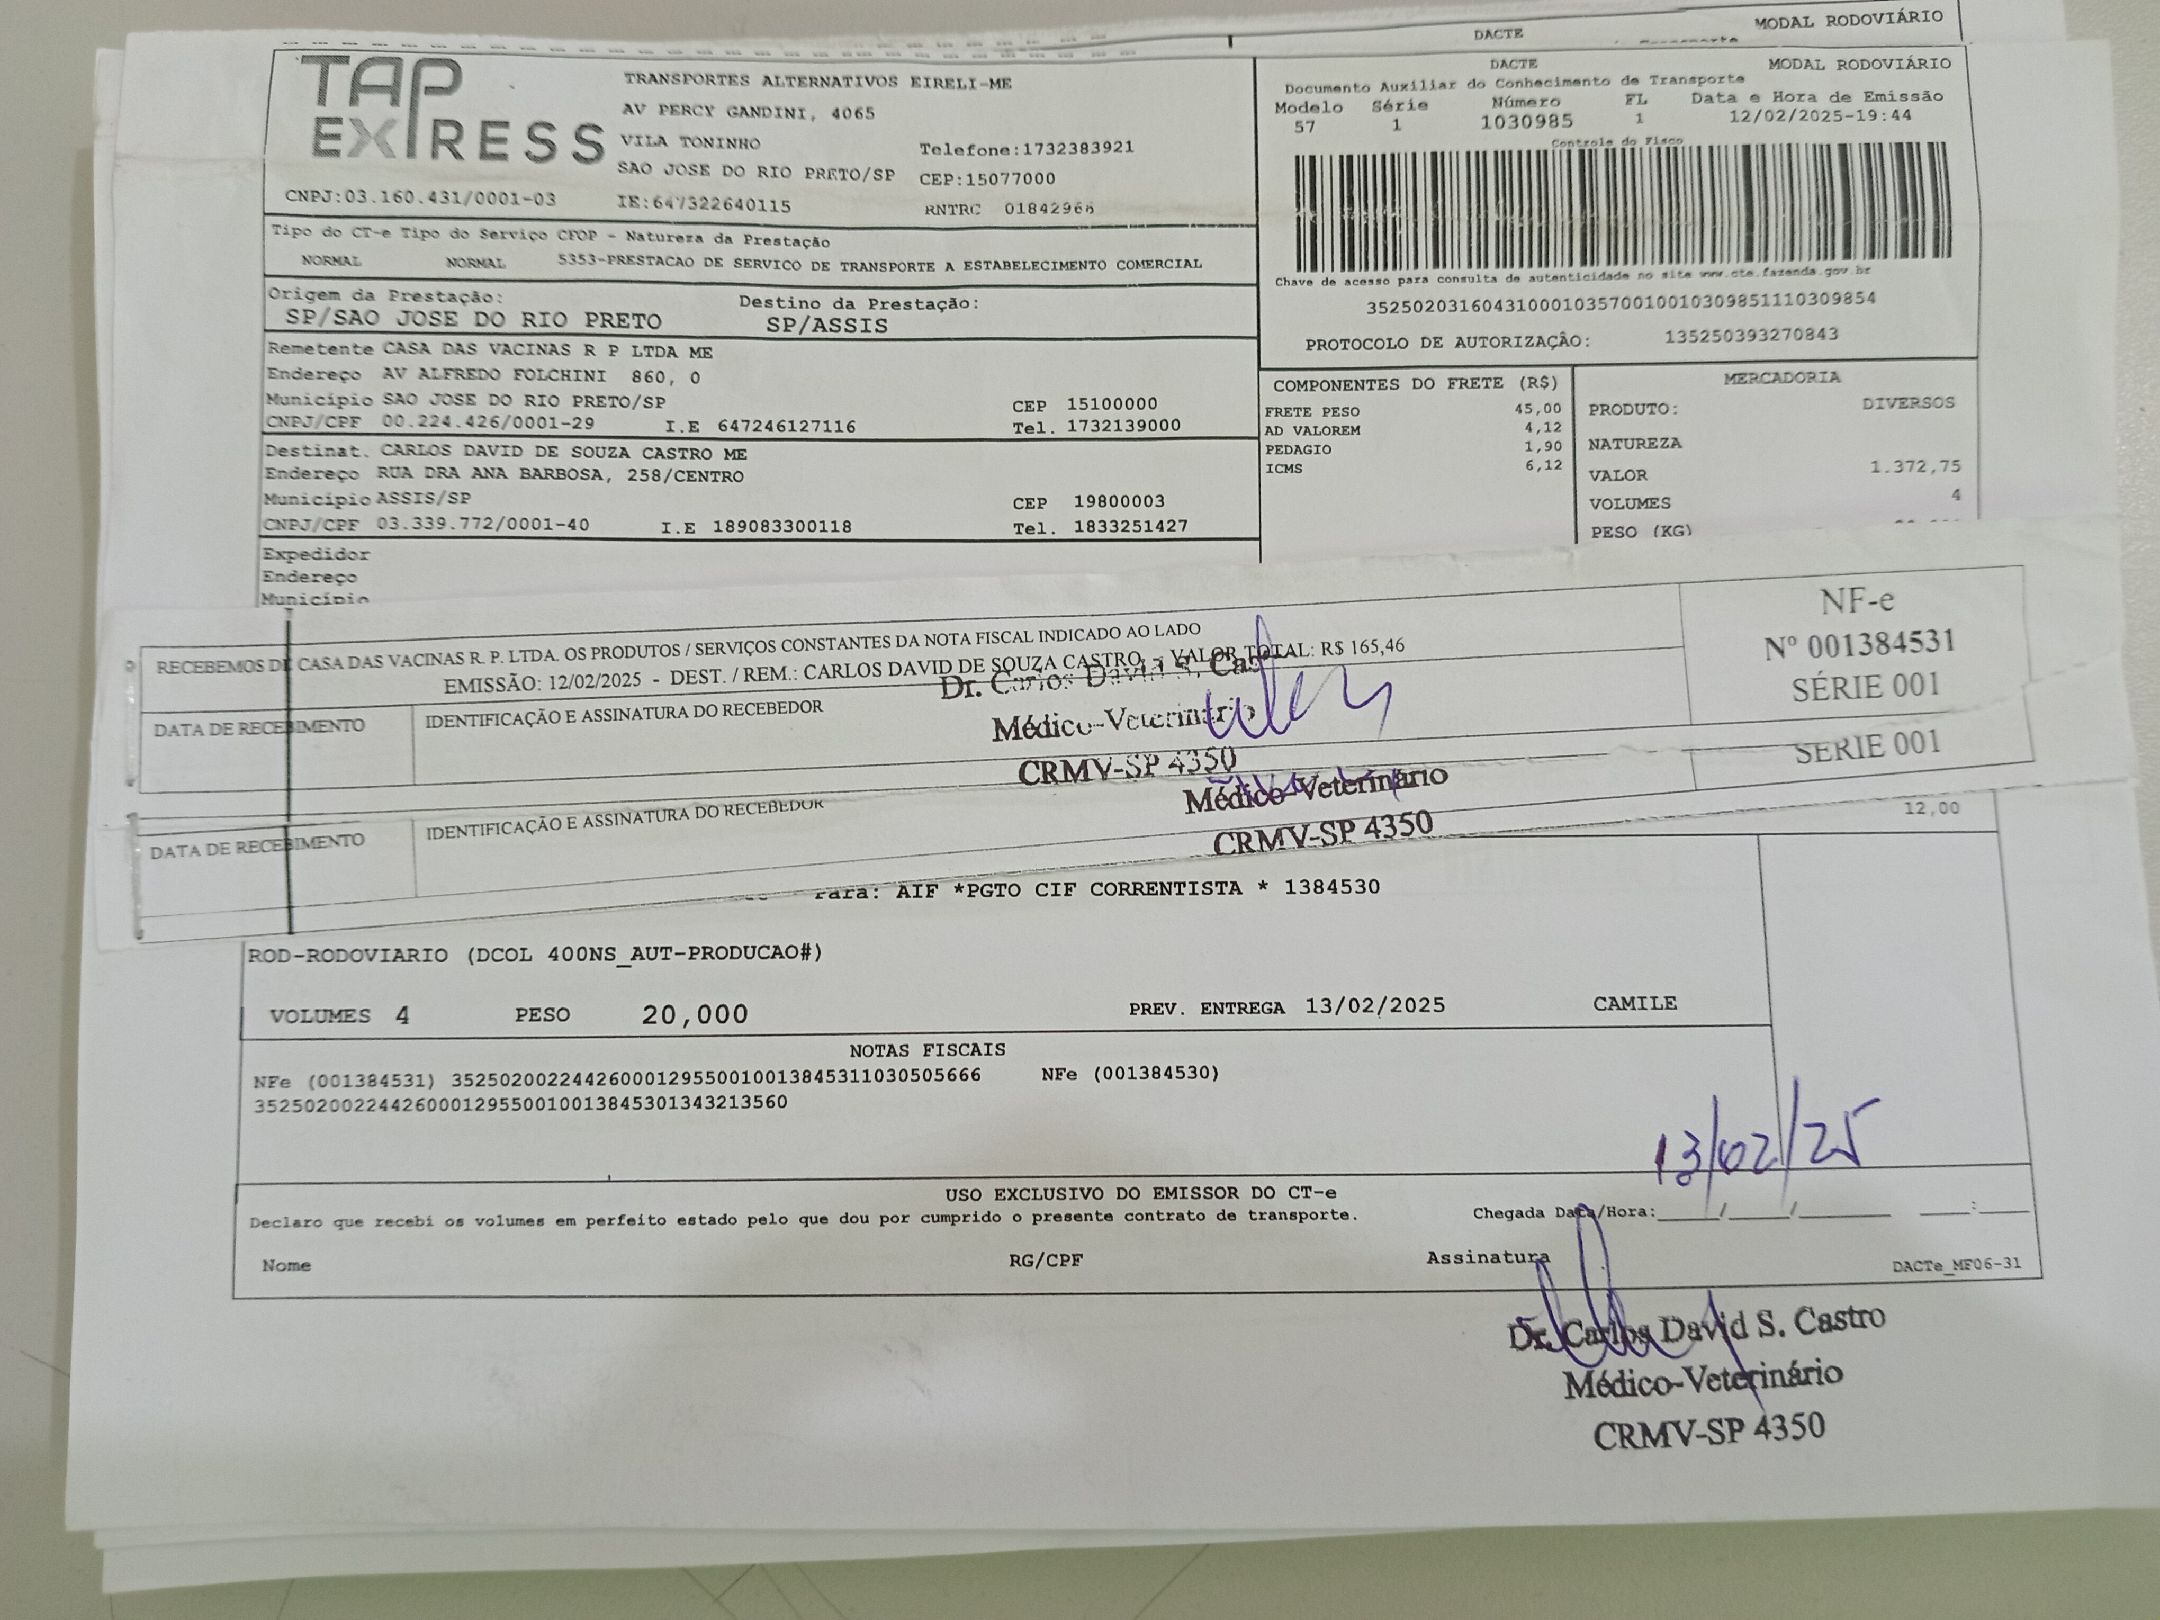 DACTE MODAL RODOVIÁRIO
TAP EXPRESS
TRANSPORTES ALTERNATIVOS EIRELI-ME
AV PERCY GANDINI, 4065
VILA TONINHO Telefone:1732383921
SAO JOSE DO RIO PRETO/SP CEP:15077000
CNPJ:03.160.431/0001-03 IE:647322640115 RNTRC 01842966
DACTE MODAL RODOVIÁRIO
Documento Auxiliar do Conhecimento de Transporte
Modelo Série Número FL Data e Hora de Emissão
57 1 1030985 1 12/02/2025-19:44
Controle do Fisco
Chave de acesso para consulta de autenticidade no site www.cte.fazenda.gov.br
35250203160431000103570010010309851110309854
PROTOCOLO DE AUTORIZAÇÃO: 135250393270843
Tipo do CT-e Tipo do Serviço CFOP - Natureza da Prestação
NORMAL NORMAL 5353-PRESTACAO DE SERVICO DE TRANSPORTE A ESTABELECIMENTO COMERCIAL
Origem da Prestação: Destino da Prestação:
SP/SAO JOSE DO RIO PRETO SP/ASSIS
Remetente CASA DAS VACINAS R P LTDA ME
Endereço AV ALFREDO FOLCHINI 860, 0
Município SAO JOSE DO RIO PRETO/SP CEP 15100000
CNPJ/CPF 00.224.426/0001-29 I.E 647246127116 Tel. 1732139000
Destinat. CARLOS DAVID DE SOUZA CASTRO ME
Endereço RUA DRA ANA BARBOSA, 258/CENTRO
Município ASSIS/SP CEP 19800003
CNPJ/CPF 03.339.772/0001-40 I.E 189083300118 Tel. 1833251427
Expedidor
Endereço
Município
COMPONENTES DO FRETE (R$)
FRETE PESO 45,00
AD VALOREM 4,12
PEDAGIO 1,90
ICMS 6,12
MERCADORIA
PRODUTO: DIVERSOS
NATUREZA
VALOR 1.372,75
VOLUMES 4
PESO (KG)
RECEBEMOS DE CASA DAS VACINAS R. P. LTDA. OS PRODUTOS / SERVIÇOS CONSTANTES DA NOTA FISCAL INDICADO AO LADO
EMISSÃO: 12/02/2025 - DEST. / REM.: CARLOS DAVID DE SOUZA CASTRO - VALOR TOTAL: R$ 165,46
DATA DE RECEBIMENTO IDENTIFICAÇÃO E ASSINATURA DO RECEBEDOR
NF-e
Nº 001384531
SÉRIE 001
Dr. Carlos David S. Cas
Médico-Veterinário
CRMV-SP 4350
SÉRIE 001
DATA DE RECEBIMENTO IDENTIFICAÇÃO E ASSINATURA DO RECEBEDOR
Médico-Veterinário
CRMV-SP 4350
12,00
Para: AIF *PGTO CIF CORRENTISTA * 1384530
ROD-RODOVIARIO (DCOL 400NS_AUT-PRODUCAO#)
VOLUMES 4 PESO 20,000 PREV. ENTREGA 13/02/2025 CAMILE
NOTAS FISCAIS
NFe (001384531) 35250200224426000129550010013845311030505666 NFe (001384530)
35250200224426000129550010013845301343213560
13/02/25
USO EXCLUSIVO DO EMISSOR DO CT-e
Declaro que recebi os volumes em perfeito estado pelo que dou por cumprido o presente contrato de transporte. Chegada Data/Hora:____/____/______ ____:____
Nome RG/CPF Assinatura DACTe_MF06-31
Dr. Carlos David S. Castro
Médico-Veterinário
CRMV-SP 4350